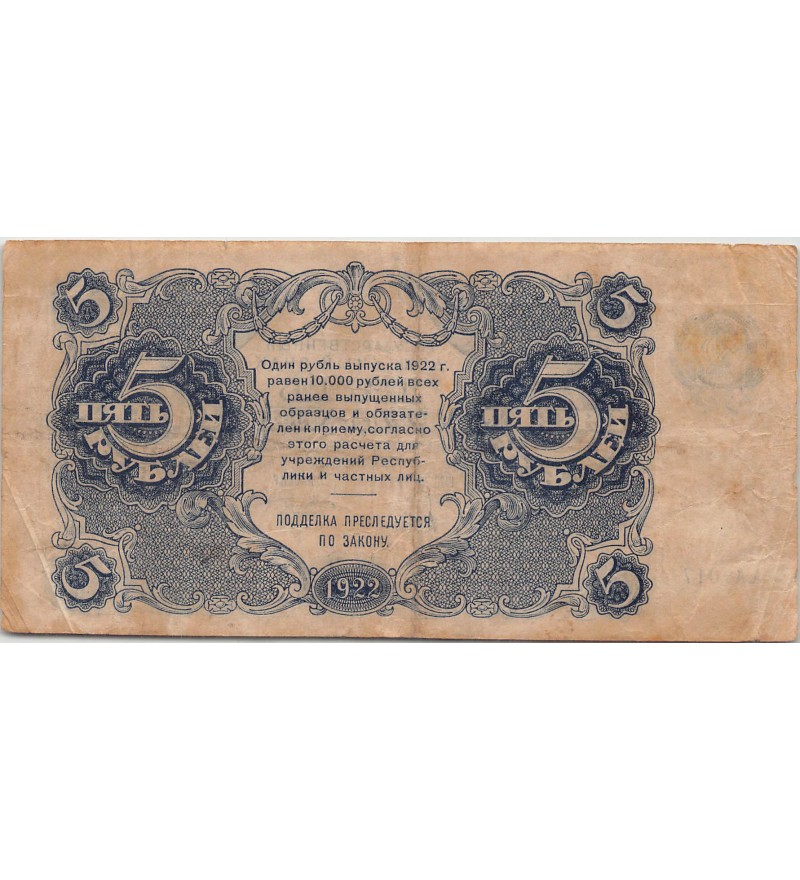 5 5
Один рубль выпуска 1922 г.
равен 10.000 рублей всех
ранее выпущенных
образцов и обязате-
лен к приему, согласно
этого расчета для
учреждений Респуб-
лики и частных лиц.
5 ПЯТЬ РУБЛЕЙ
5 ПЯТЬ РУБЛЕЙ
ПОДДЕЛКА ПРЕСЛЕДУЕТСЯ
ПО ЗАКОНУ.
5 1922 5